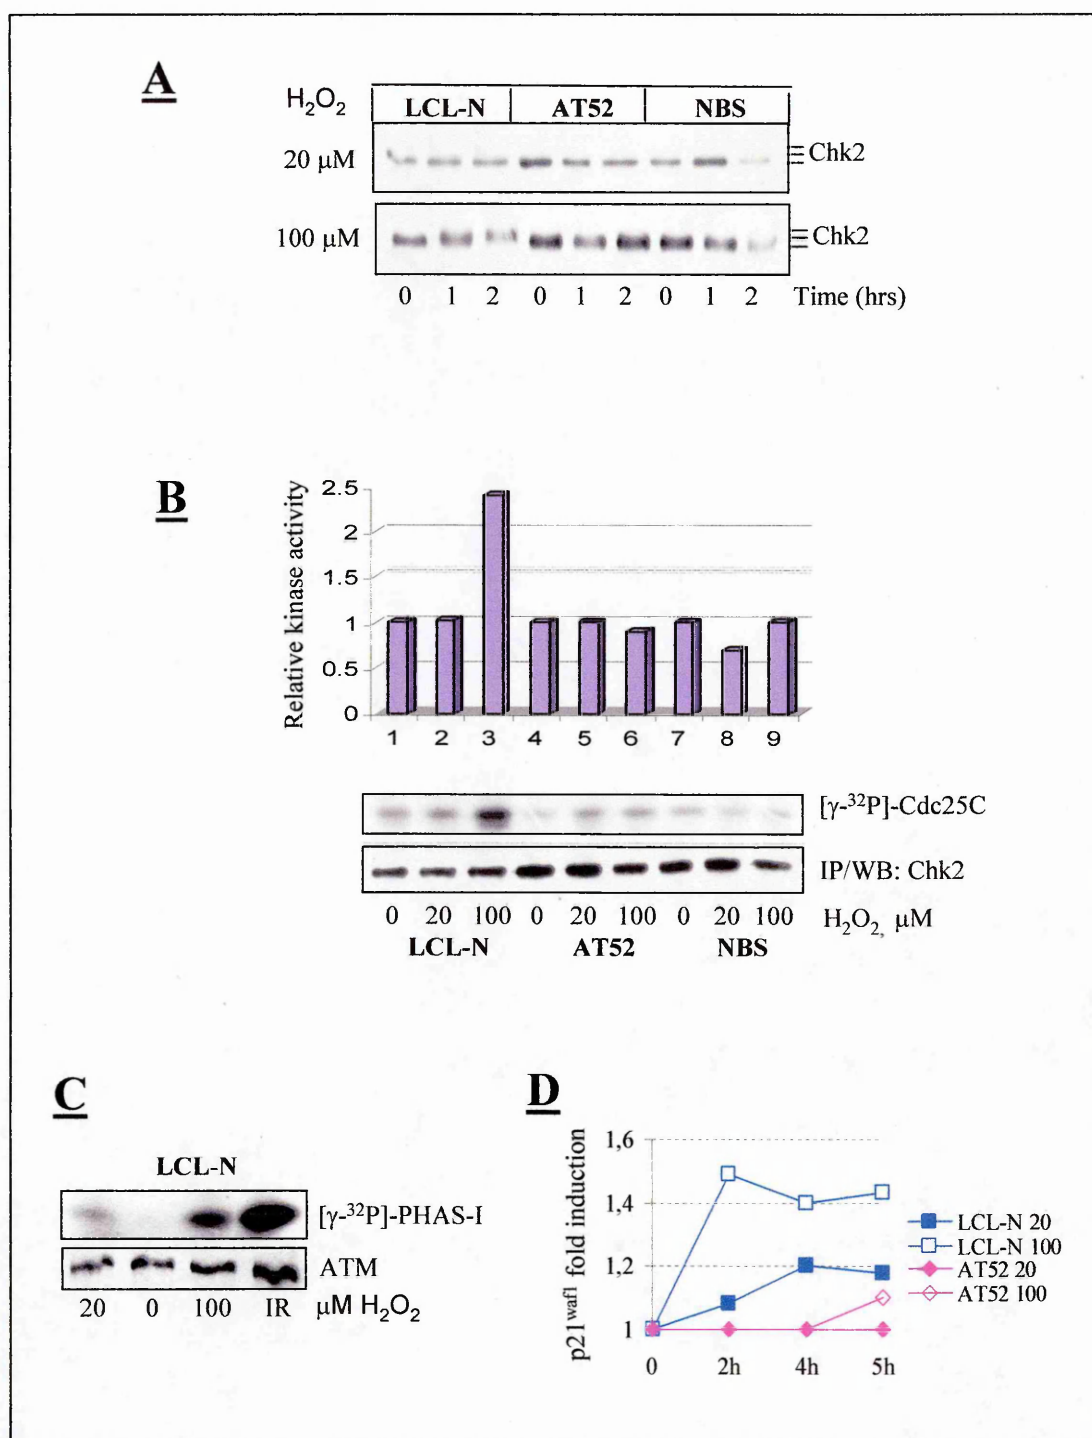 A
H₂O₂
LCL-N AT52 NBS
20 µM Chk2
100 µM Chk2
0 1 2 0 1 2 0 1 2 Time (hrs)
B
Relative kinase activity
2.5
2
1.5
1
0.5
0
1 2 3 4 5 6 7 8 9
[γ-³²P]-Cdc25C
IP/WB: Chk2
0 20 100 0 20 100 0 20 100 H₂O₂, µM
LCL-N AT52 NBS
C
LCL-N
[γ-³²P]-PHAS-I
ATM
20 0 100 IR µM H₂O₂
D
p21ʷᵃᶠ¹ fold induction
1,6
1,4
1,2
1
0 2h 4h 5h
LCL-N 20
LCL-N 100
AT52 20
AT52 100